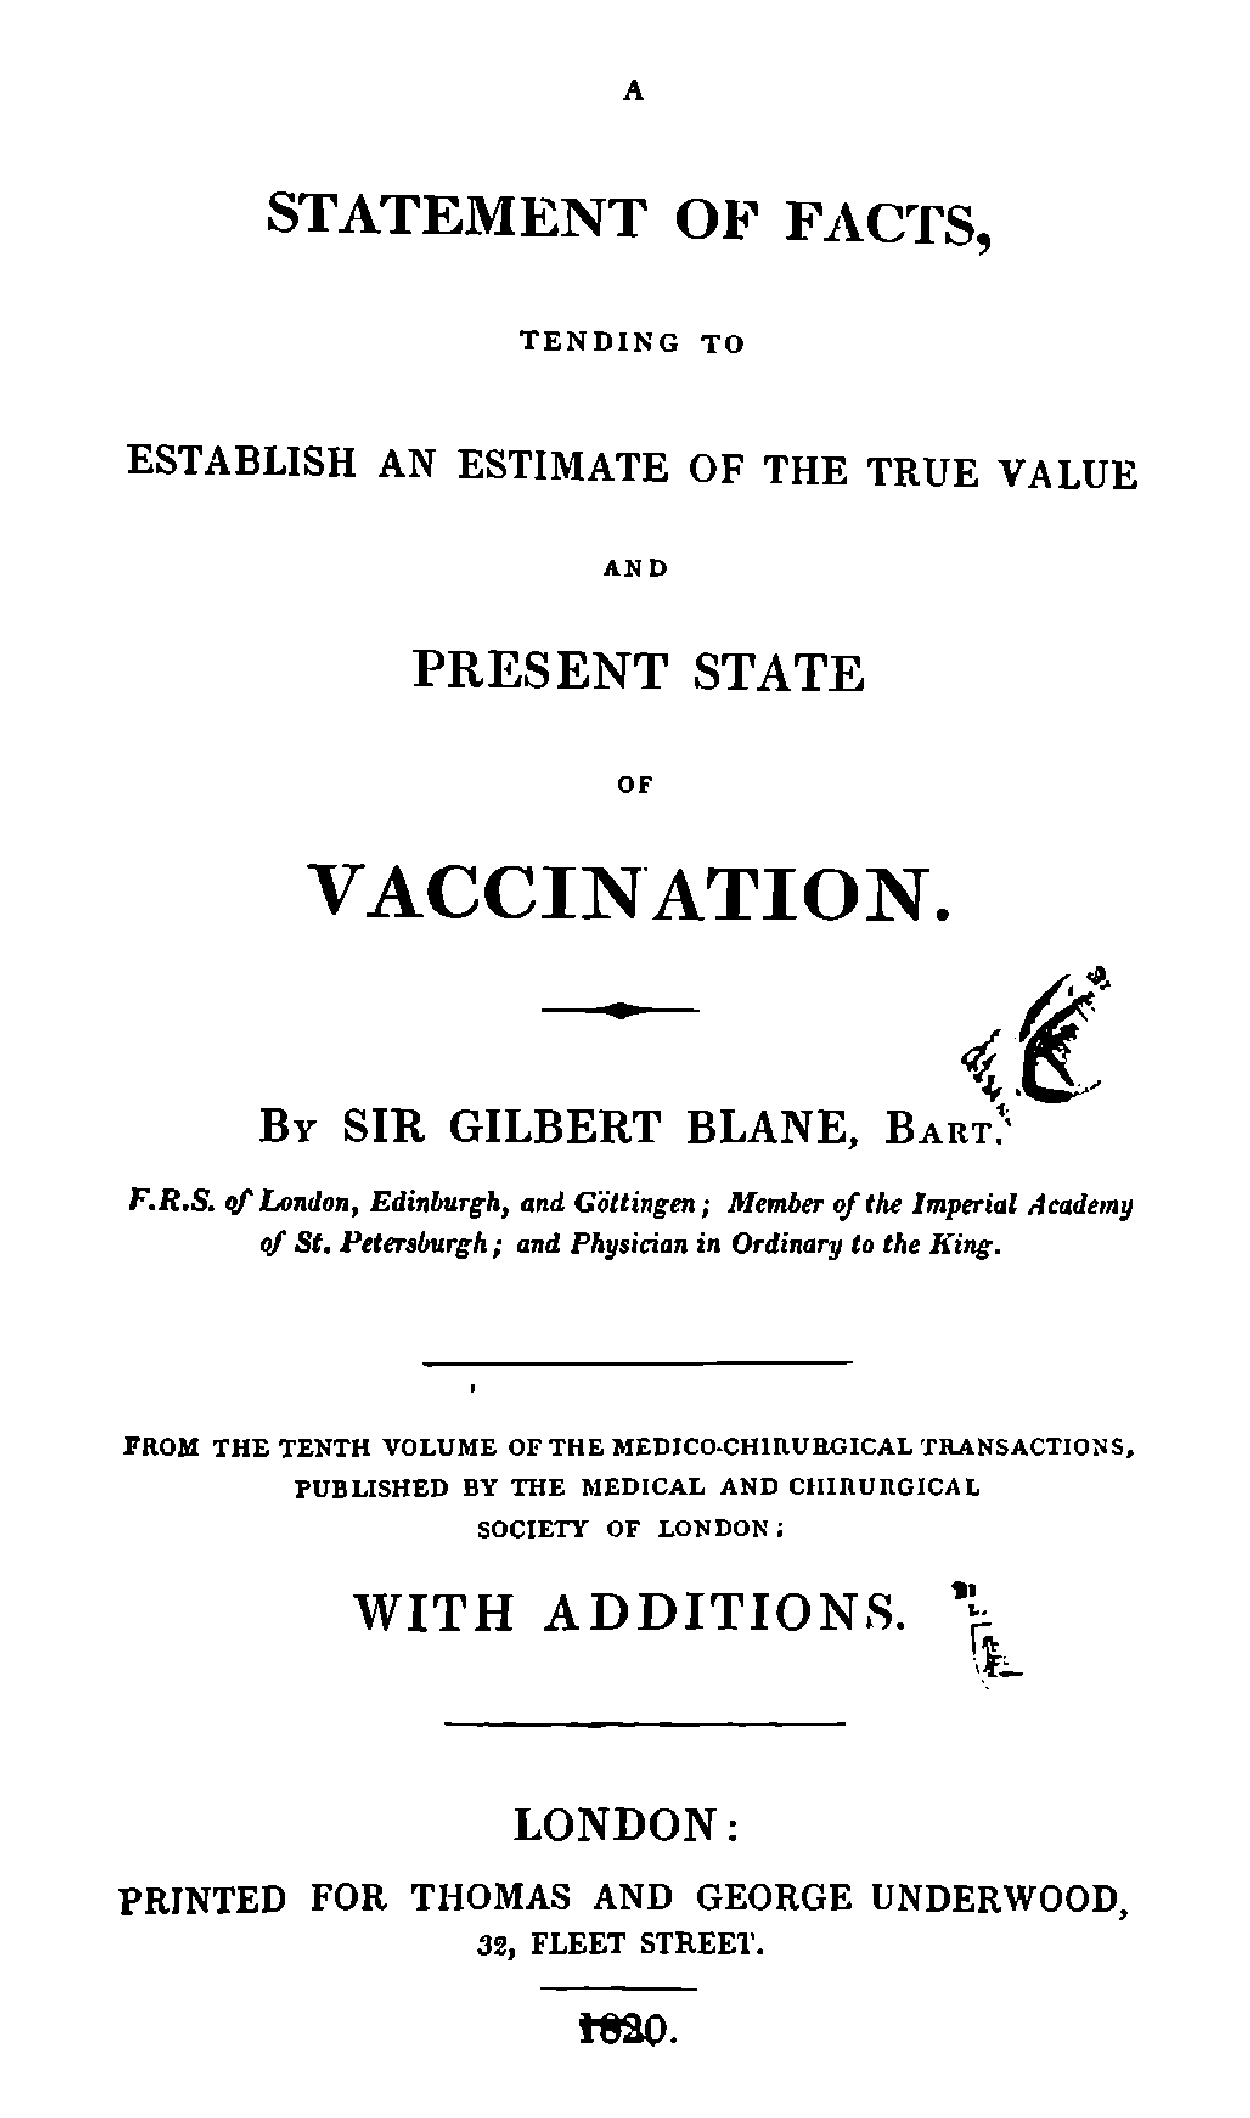 A
STATEMENT OF FACTS,
TENDING TO
ESTABLISH AN ESTIMATE OF THE TRUE VALUE
AND
PRESENT STATE
OF
VACCINATION.
By SIR GILBERT BLANE, Bart.
F.R.S. of London, Edinburgh, and Göttingen; Member of the Imperial Academy
of St. Petersburgh; and Physician in Ordinary to the King.
FROM THE TENTH VOLUME OF THE MEDICO-CHIRURGICAL TRANSACTIONS,
PUBLISHED BY THE MEDICAL AND CHIRURGICAL
SOCIETY OF LONDON;
WITH ADDITIONS.
LONDON:
PRINTED FOR THOMAS AND GEORGE UNDERWOOD,
32, FLEET STREET.
1820.